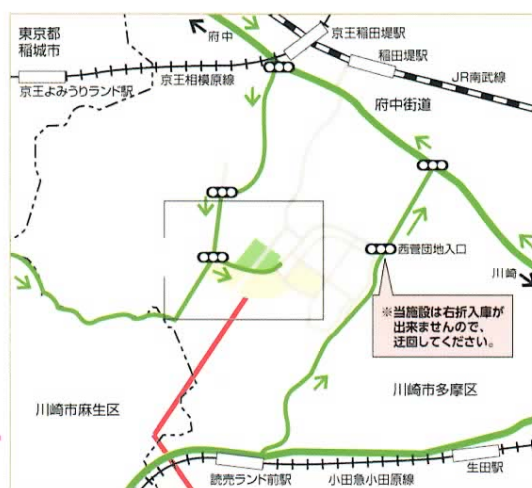 東京都
稲城市
府中
京王稲田堤駅
稲田堤駅
京王よみうりランド駅
京王相模原線
JR南武線
府中街道
西菅団地入口
川崎
※当施設は右折入庫が
出来ませんので、
迂回してください。
川崎市麻生区
川崎市多摩区
読売ランド前駅
小田急小田原線
生田駅